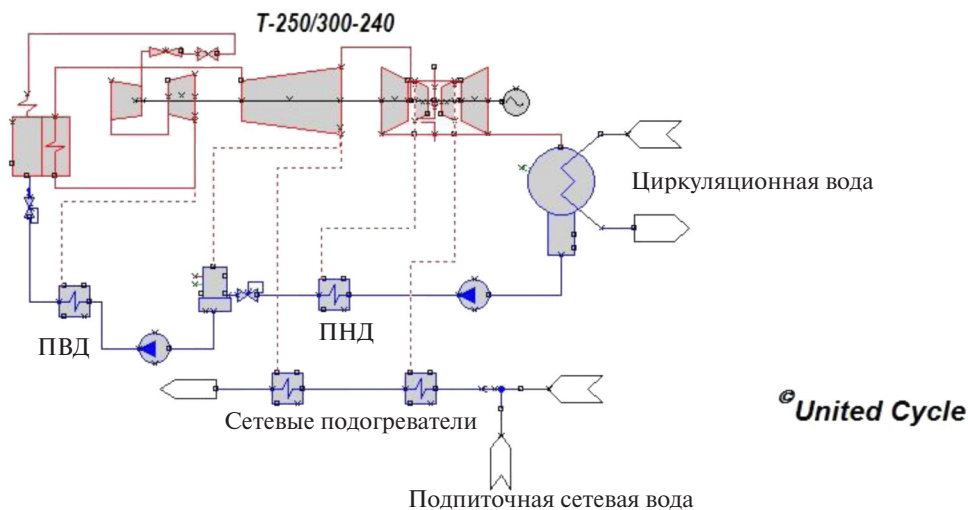 Т-250/300-240
Циркуляционная вода
ПВД
ПНД
Сетевые подогреватели
©United Cycle
Подпиточная сетевая вода